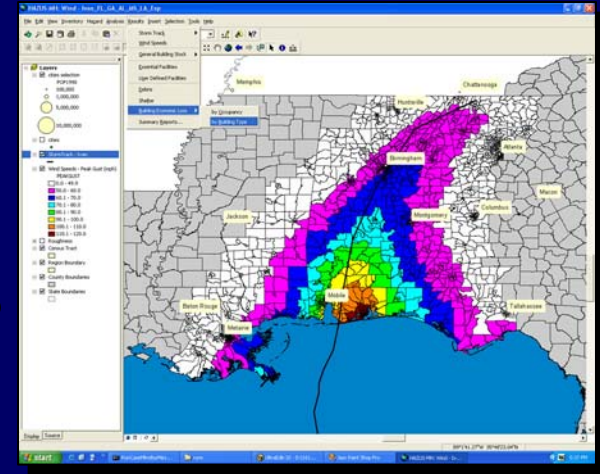 HAZUS-MH: Wind - Ivan_FL_GA_AL_MS_LA_Exp
File Edit View Inventory Hazard Analysis Results Insert Selection Tools Help
Storm Track
Wind Speeds
General Building Stock
Essential Facilities
User Defined Facilities
Debris
Shelter
Building Economic Loss
Summary Reports...
by Occupancy
by Building Type
Layers
cities selection
POP1990
100,000
1,000,000
5,000,000
10,000,000
cities
StormTrack - Ivan
Wind Speeds - Peak Gust (mph)
PEAKGUST
0.0 - 49.9
50.0 - 60.0
60.1 - 70.0
70.1 - 80.0
80.1 - 90.0
90.1 - 100.0
100.1 - 110.0
110.1 - 120.0
Roughness
Census Tract
Region Boundary
County Boundaries
State Boundaries
Memphis
Chattanooga
Huntsville
Atlanta
Birmingham
Macon
Jackson
Montgomery
Columbus
Mobile
Baton Rouge
Metairie
Tallahassee
Display Source
start